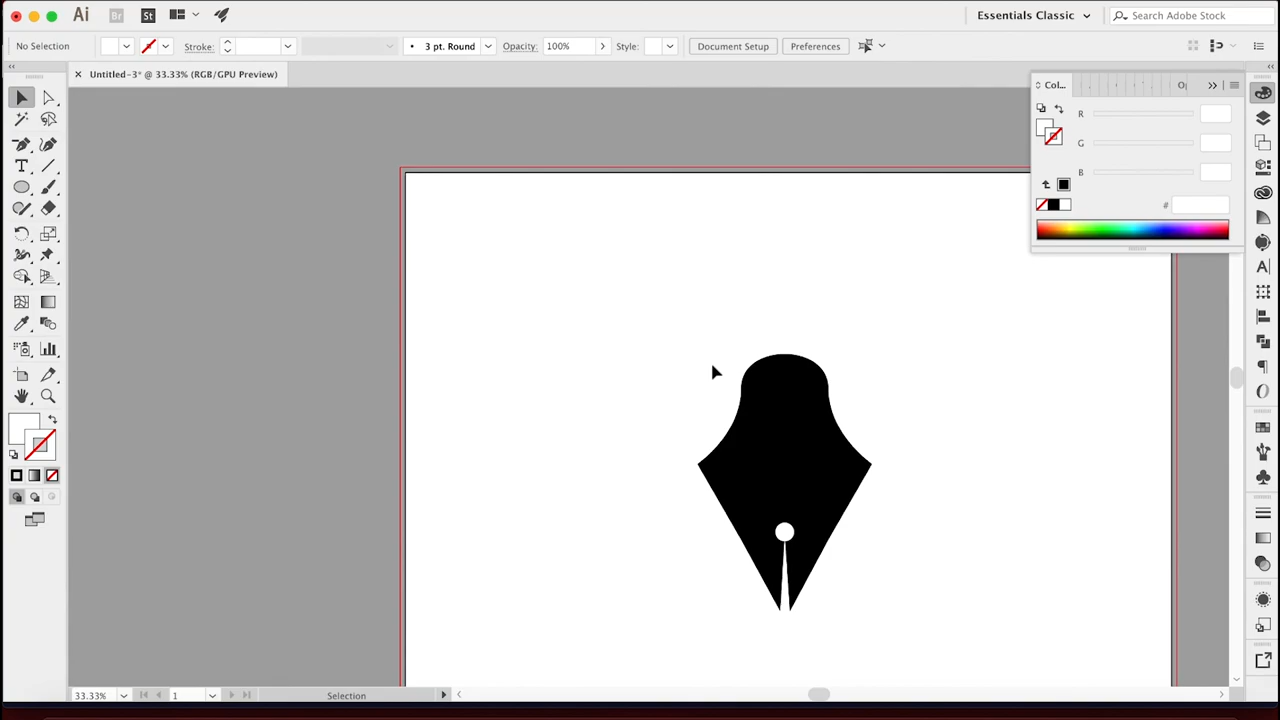 Ai Br St Essentials Classic Search Adobe Stock
No Selection Stroke: 3 pt. Round Opacity: 100% Style: Document Setup Preferences
Untitled-3* @ 33.33% (RGB/GPU Preview)
Col...
R
G
B
#
33.33% 1 Selection